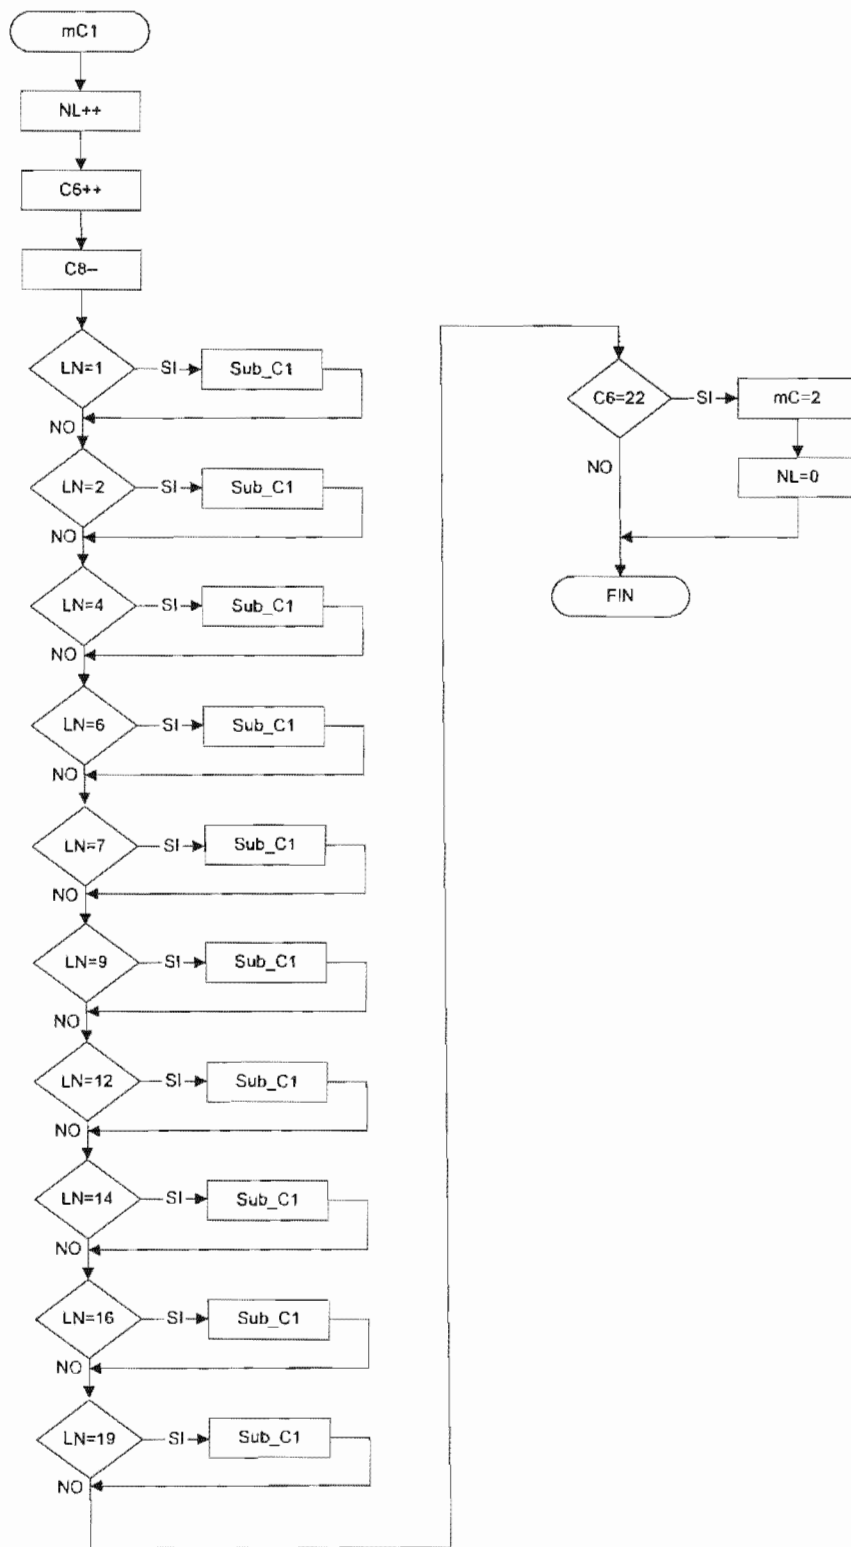 mC1
NL++
C6++
C8--
LN=1
SI
Sub_C1
NO
LN=2
SI
Sub_C1
NO
LN=4
SI
Sub_C1
NO
LN=6
SI
Sub_C1
NO
LN=7
SI
Sub_C1
NO
LN=9
SI
Sub_C1
NO
LN=12
SI
Sub_C1
NO
LN=14
SI
Sub_C1
NO
LN=16
SI
Sub_C1
NO
LN=19
SI
Sub_C1
NO
C6=22
SI
mC=2
NO
NL=0
FIN